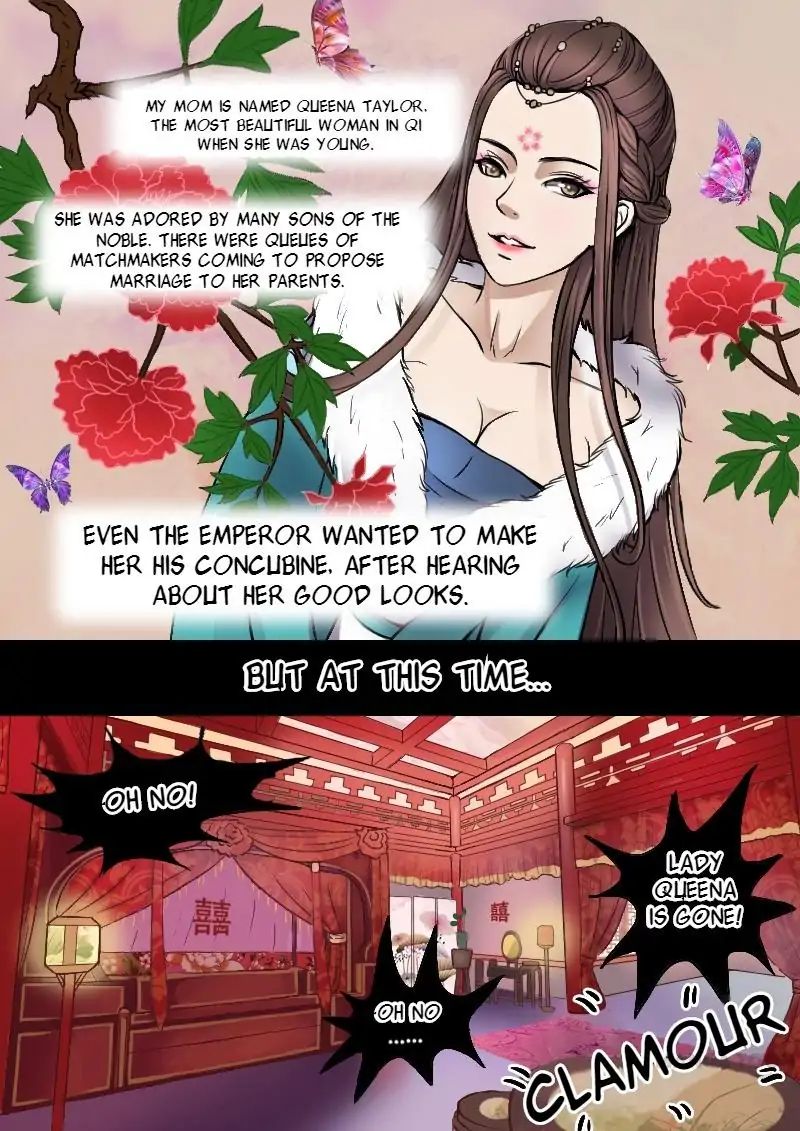 MY MOM IS NAMED QUEENA TAYLOR,
THE MOST BEAUTIFUL WOMAN IN QI
WHEN SHE WAS YOUNG.
SHE WAS ADORED BY MANY SONS OF THE
NOBLE. THERE WERE QUEUES OF
MATCHMAKERS COMING TO PROPOSE
MARRIAGE TO HER PARENTS.
EVEN THE EMPEROR WANTED TO MAKE
HER HIS CONCUBINE, AFTER HEARING
ABOUT HER GOOD LOOKS.
BUT AT THIS TIME...
OH NO!
LADY
QUEENA
IS GONE!
囍
囍
OH NO
......
CLAMOUR